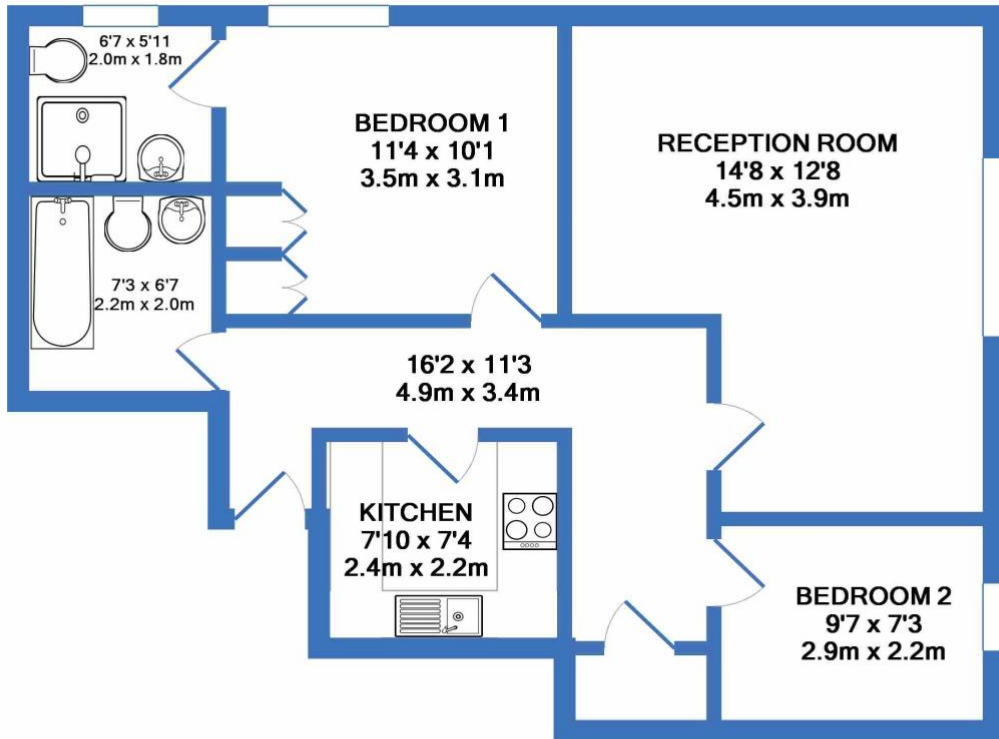 6'7 x 5'11
2.0m x 1.8m
BEDROOM 1
11'4 x 10'1
3.5m x 3.1m
RECEPTION ROOM
14'8 x 12'8
4.5m x 3.9m
7'3 x 6'7
2.2m x 2.0m
16'2 x 11'3
4.9m x 3.4m
KITCHEN
7'10 x 7'4
2.4m x 2.2m
BEDROOM 2
9'7 x 7'3
2.9m x 2.2m